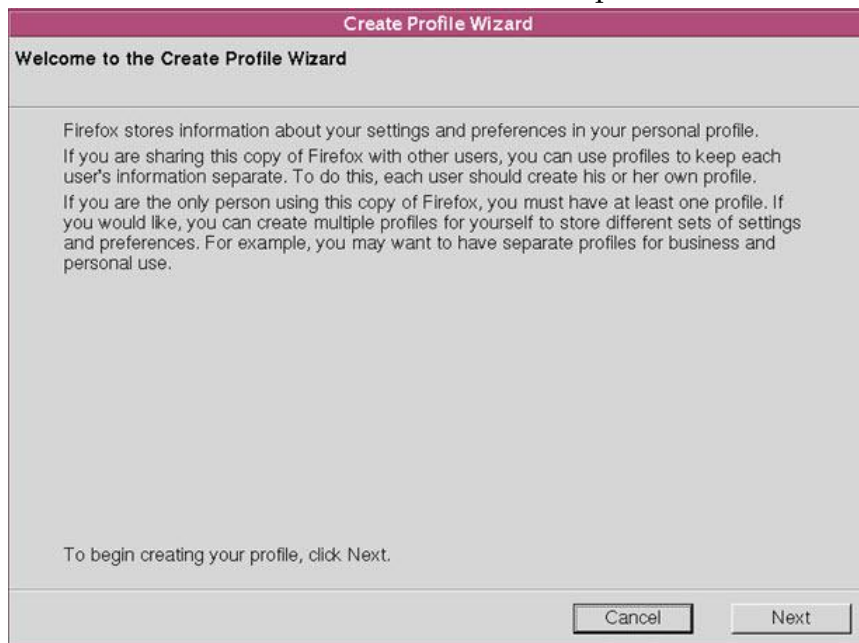 Create Profile Wizard
Welcome to the Create Profile Wizard
Firefox stores information about your settings and preferences in your personal profile.
If you are sharing this copy of Firefox with other users, you can use profiles to keep each
user's information separate. To do this, each user should create his or her own profile.
If you are the only person using this copy of Firefox, you must have at least one profile. If
you would like, you can create multiple profiles for yourself to store different sets of settings
and preferences. For example, you may want to have separate profiles for business and
personal use.
To begin creating your profile, click Next.
Cancel
Next